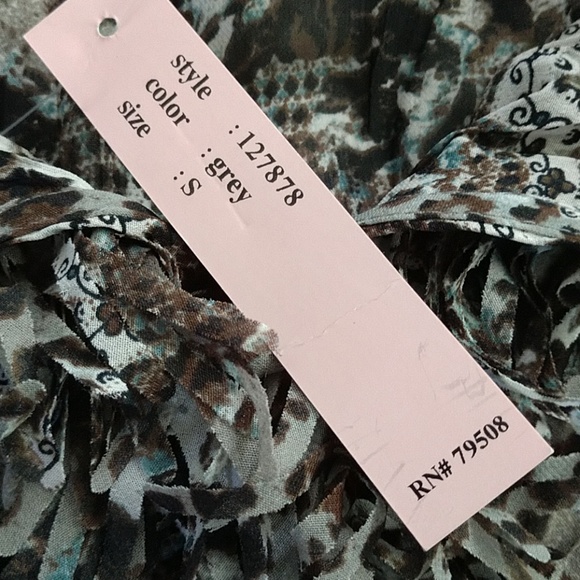 style : 127878
color : grey
size : S
RN# 79508